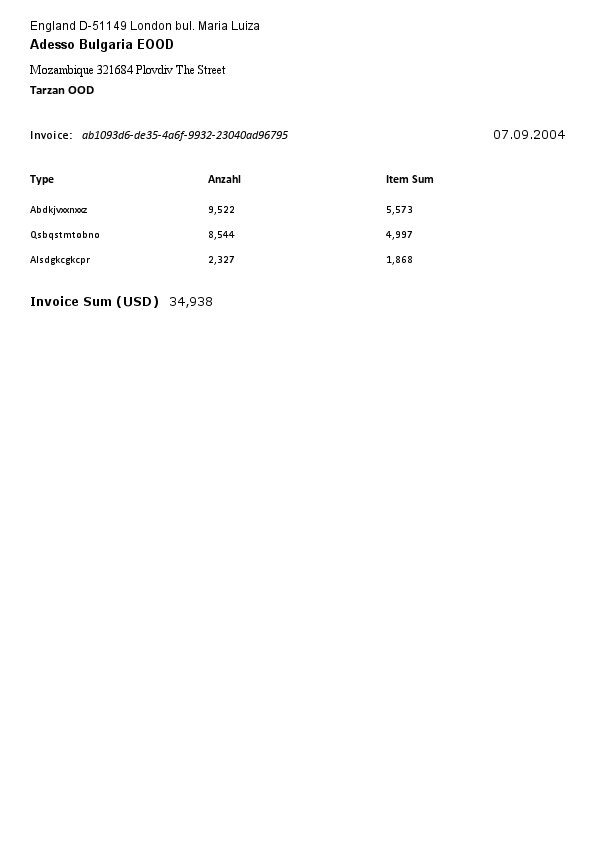 England D-51149 London bul. Maria Luiza
Adesso Bulgaria EOOD
Mozambique 321684 Plovdiv The Street
Tarzan OOD
Invoice: ab1093d6-de35-4a6f-9932-23040ad96795 07.09.2004
Type Anzahl Item Sum
Abdkjvxxnxxz 9,522 5,573
Qsbqstmtobno 8,544 4,997
Alsdgkcgkcpr 2,327 1,868
Invoice Sum (USD) 34,938